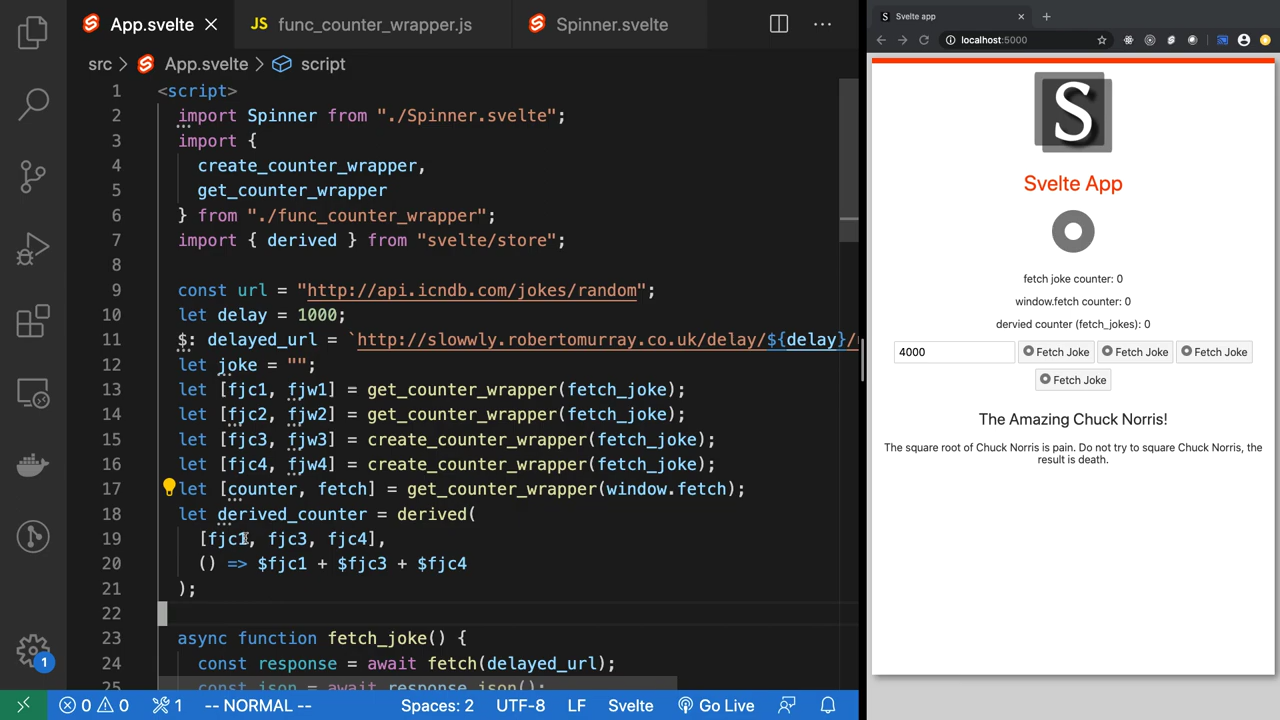 App.svelte
JS func_counter_wrapper.js
Spinner.svelte
src > App.svelte > script
1 <script>
2 import Spinner from "./Spinner.svelte";
3 import {
4 create_counter_wrapper,
5 get_counter_wrapper
6 } from "./func_counter_wrapper";
7 import { derived } from "svelte/store";
8
9 const url = "http://api.icndb.com/jokes/random";
10 let delay = 1000;
11 $: delayed_url = `http://slowwly.robertomurray.co.uk/delay/${delay}/
12 let joke = "";
13 let [fjc1, fjw1] = get_counter_wrapper(fetch_joke);
14 let [fjc2, fjw2] = get_counter_wrapper(fetch_joke);
15 let [fjc3, fjw3] = create_counter_wrapper(fetch_joke);
16 let [fjc4, fjw4] = create_counter_wrapper(fetch_joke);
17 let [counter, fetch] = get_counter_wrapper(window.fetch);
18 let derived_counter = derived(
19 [fjc1, fjc3, fjc4],
20 () => $fjc1 + $fjc3 + $fjc4
21 );
22
23 async function fetch_joke() {
24 const response = await fetch(delayed_url);
25 const json = await response.json();
1
0 0 1 -- NORMAL -- Spaces: 2 UTF-8 LF Svelte Go Live
Svelte app
localhost:5000
S
Svelte App
fetch joke counter: 0
window.fetch counter: 0
dervied counter (fetch_jokes): 0
4000 Fetch Joke Fetch Joke Fetch Joke
Fetch Joke
The Amazing Chuck Norris!
The square root of Chuck Norris is pain. Do not try to square Chuck Norris, the
result is death.